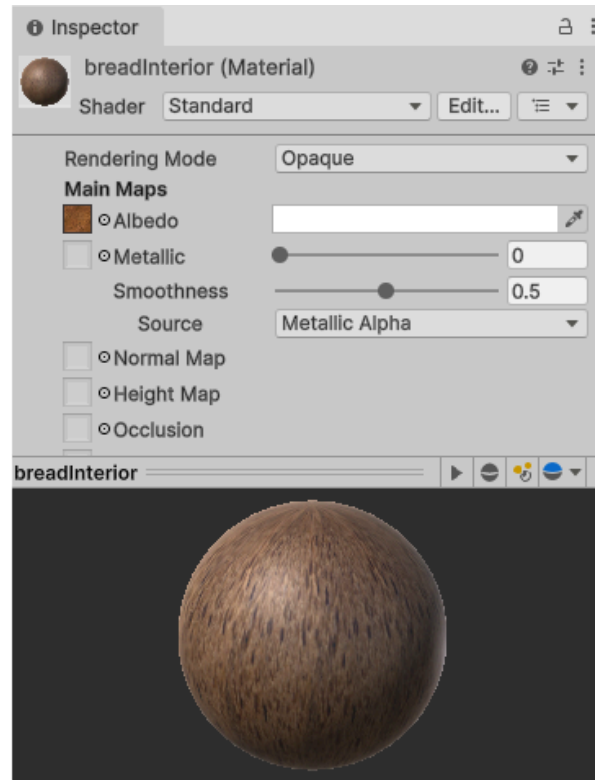 Inspector
breadInterior (Material)
Shader Standard Edit...
Rendering Mode Opaque
Main Maps
Albedo
Metallic 0
Smoothness 0.5
Source Metallic Alpha
Normal Map
Height Map
Occlusion
breadInterior